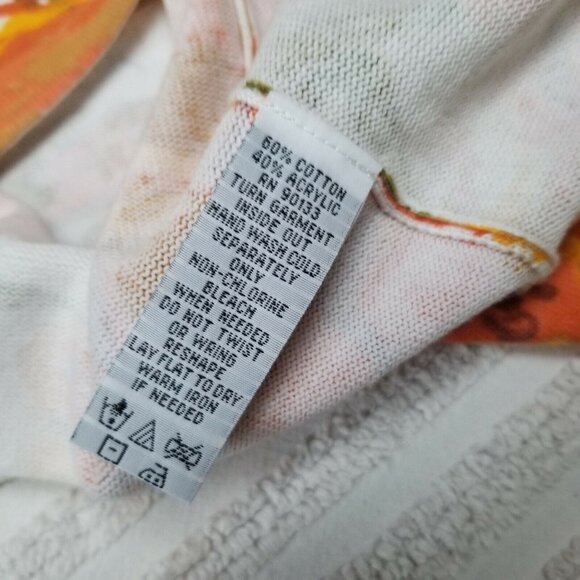 60% COTTON
40% ACRYLIC
RN 90133
TURN GARMENT
INSIDE OUT
HAND WASH COLD
SEPARATELY
ONLY
NON-CHLORINE
BLEACH
WHEN NEEDED
DO NOT TWIST
OR WRING
RESHAPE
LAY FLAT TO DRY
WARM IRON
IF NEEDED